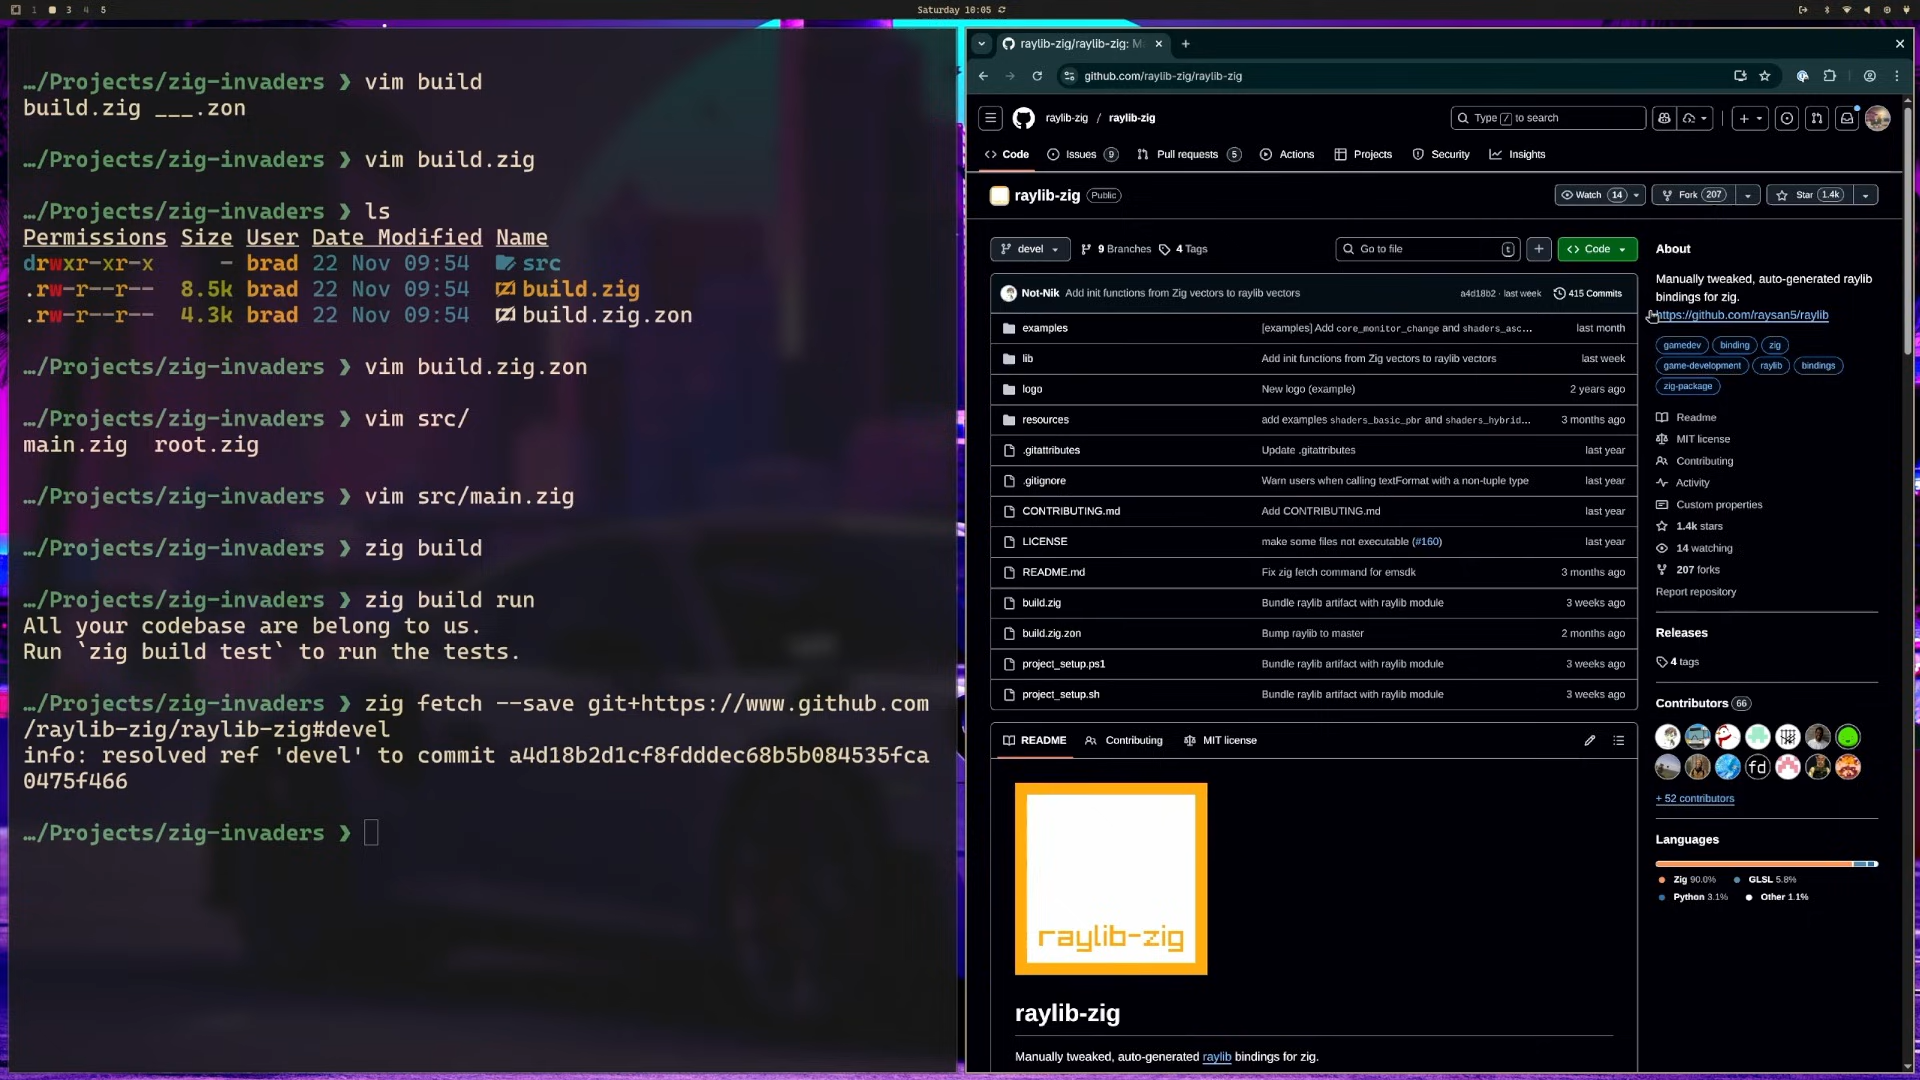 1 3 4 5
Saturday 10:05
…/Projects/zig-invaders ❯ vim build
build.zig ___.zon
…/Projects/zig-invaders ❯ vim build.zig
…/Projects/zig-invaders ❯ ls
Permissions Size User Date Modified Name
drwxr-xr-x - brad 22 Nov 09:54 src
.rw-r--r-- 8.5k brad 22 Nov 09:54 build.zig
.rw-r--r-- 4.3k brad 22 Nov 09:54 build.zig.zon
…/Projects/zig-invaders ❯ vim build.zig.zon
…/Projects/zig-invaders ❯ vim src/
main.zig root.zig
…/Projects/zig-invaders ❯ vim src/main.zig
…/Projects/zig-invaders ❯ zig build
…/Projects/zig-invaders ❯ zig build run
All your codebase are belong to us.
Run `zig build test` to run the tests.
…/Projects/zig-invaders ❯ zig fetch --save git+https://www.github.com
/raylib-zig/raylib-zig#devel
info: resolved ref 'devel' to commit a4d18b2d1cf8fdddec68b5b084535fca
0475f466
…/Projects/zig-invaders ❯
raylib-zig/raylib-zig: M
github.com/raylib-zig/raylib-zig
raylib-zig / raylib-zig
Type / to search
Code Issues 9 Pull requests 5 Actions Projects Security Insights
raylib-zig Public
Watch 14 Fork 207 Star 1.4k
devel 9 Branches 4 Tags Go to file t Code
Not-Nik Add init functions from Zig vectors to raylib vectors a4d18b2 · last week 415 Commits
examples [examples] Add core_monitor_change and shaders_asc... last month
lib Add init functions from Zig vectors to raylib vectors last week
logo New logo (example) 2 years ago
resources add examples shaders_basic_pbr and shaders_hybrid... 3 months ago
.gitattributes Update .gitattributes last year
.gitignore Warn users when calling textFormat with a non-tuple type last year
CONTRIBUTING.md Add CONTRIBUTING.md last year
LICENSE make some files not executable (#160) last year
README.md Fix zig fetch command for emsdk 3 months ago
build.zig Bundle raylib artifact with raylib module 3 weeks ago
build.zig.zon Bump raylib to master 2 months ago
project_setup.ps1 Bundle raylib artifact with raylib module 3 weeks ago
project_setup.sh Bundle raylib artifact with raylib module 3 weeks ago
README Contributing MIT license
raylib-zig
raylib-zig
Manually tweaked, auto-generated raylib bindings for zig.
About
Manually tweaked, auto-generated raylib
bindings for zig.
https://github.com/raysan5/raylib
gamedev binding zig
game-development raylib bindings
zig-package
Readme
MIT license
Contributing
Activity
Custom properties
1.4k stars
14 watching
207 forks
Report repository
Releases
4 tags
Contributors 66
fd
+ 52 contributors
Languages
Zig 90.0% GLSL 5.8%
Python 3.1% Other 1.1%